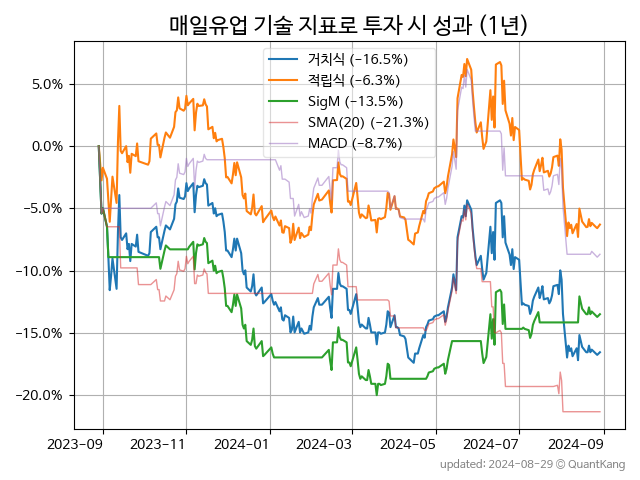 매일유업 기술 지표로 투자 시 성과 (1년)
거치식 (−16.5%)
적립식 (−6.3%)
SigM (−13.5%)
SMA(20) (−21.3%)
MACD (−8.7%)
5.0%
0.0%
−5.0%
−10.0%
−15.0%
−20.0%
2023-09 2023-11 2024-01 2024-03 2024-05 2024-07 2024-09
updated: 2024-08-29 © QuantKang